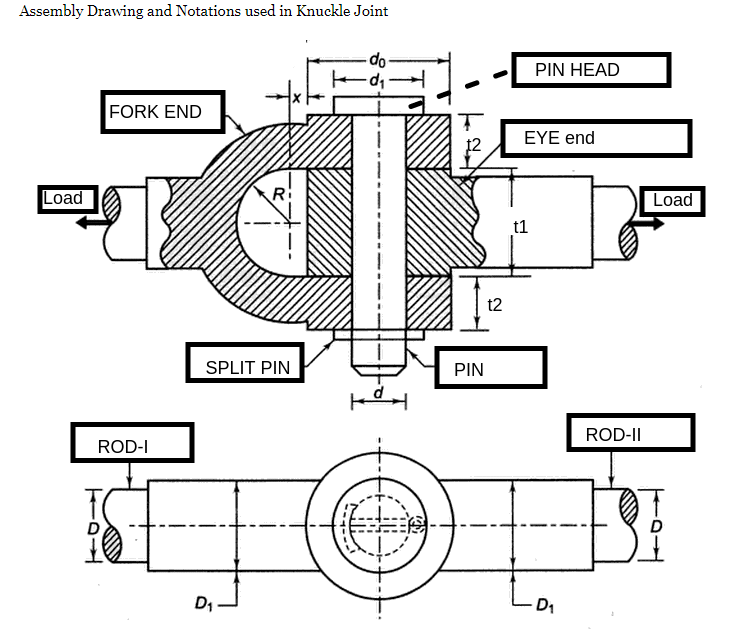 Assembly Drawing and Notations used in Knuckle Joint
d₀
d₁
PIN HEAD
x
FORK END
t2
EYE end
Load
R
Load
t1
t2
SPLIT PIN
PIN
d
ROD-I
ROD-II
D
D
D₁
D₁